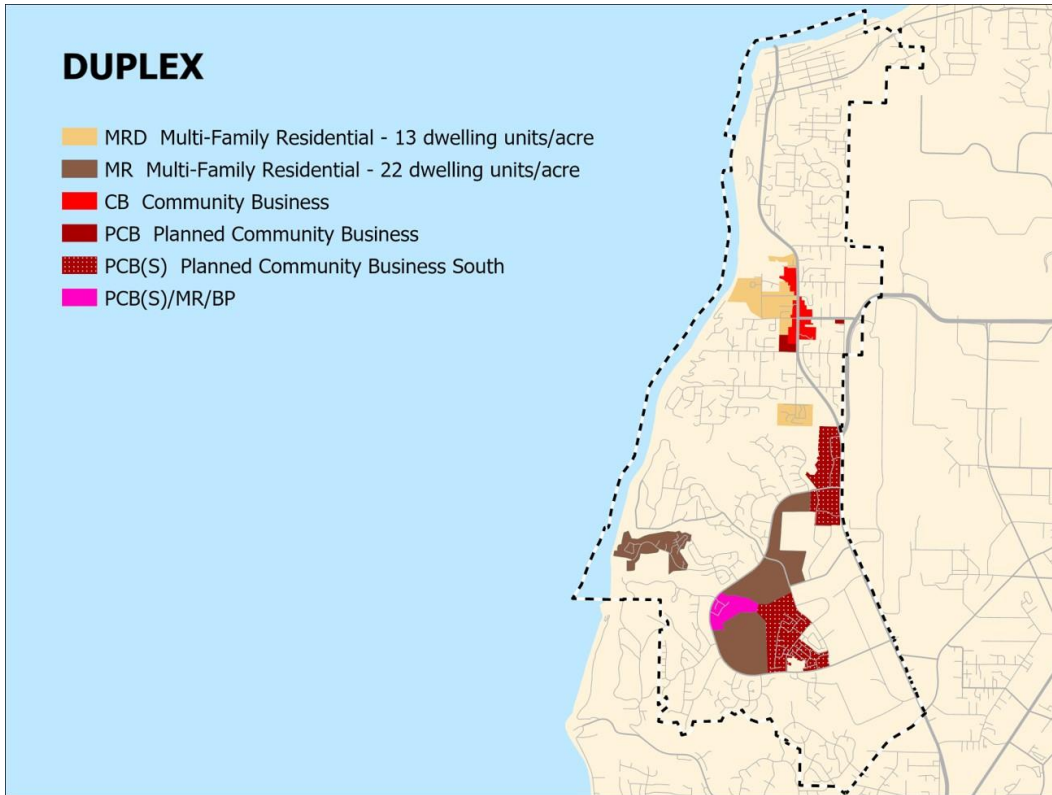 DUPLEX
MRD Multi-Family Residential - 13 dwelling units/acre
MR Multi-Family Residential - 22 dwelling units/acre
CB Community Business
PCB Planned Community Business
PCB(S) Planned Community Business South
PCB(S)/MR/BP